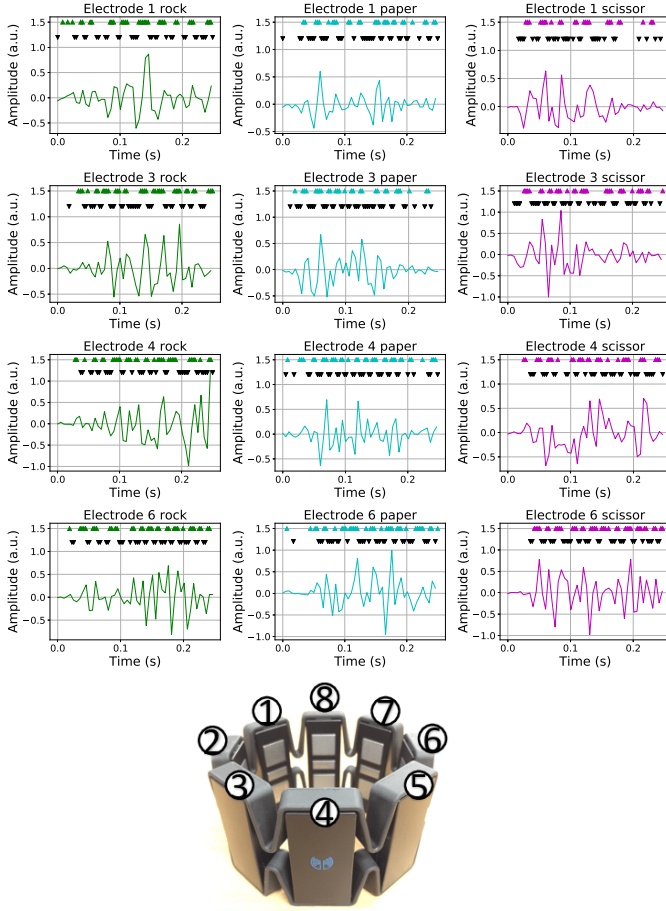 Electrode 1 rock
Electrode 1 paper
Electrode 1 scissor
Amplitude (a.u.)
1.5
1.0
0.5
0.0
−0.5
0.0
0.1
0.2
Time (s)
Amplitude (a.u.)
1.5
1.0
0.5
0.0
−0.5
0.0
0.1
0.2
Time (s)
Amplitude (a.u.)
1.5
1.0
0.5
0.0
0.0
0.1
0.2
Time (s)
Electrode 3 rock
Electrode 3 paper
Electrode 3 scissor
Amplitude (a.u.)
1.5
1.0
0.5
0.0
−0.5
0.0
0.1
0.2
Time (s)
Amplitude (a.u.)
1.5
1.0
0.5
0.0
−0.5
0.0
0.1
0.2
Time (s)
Amplitude (a.u.)
1.5
1.0
0.5
0.0
−0.5
−1.0
0.0
0.1
0.2
Time (s)
Electrode 4 rock
Electrode 4 paper
Electrode 4 scissor
Amplitude (a.u.)
1.5
1.0
0.5
0.0
−0.5
−1.0
0.0
0.1
0.2
Time (s)
Amplitude (a.u.)
1.5
1.0
0.5
0.0
−0.5
0.0
0.1
0.2
Time (s)
Amplitude (a.u.)
1.5
1.0
0.5
0.0
−0.5
0.0
0.1
0.2
Time (s)
Electrode 6 rock
Electrode 6 paper
Electrode 6 scissor
Amplitude (a.u.)
1.5
1.0
0.5
0.0
−0.5
0.0
0.1
0.2
Time (s)
Amplitude (a.u.)
1.5
1.0
0.5
0.0
−0.5
−1.0
0.0
0.1
0.2
Time (s)
Amplitude (a.u.)
1.5
1.0
0.5
0.0
−0.5
−1.0
0.0
0.1
0.2
Time (s)
8
1
7
2
6
3
5
4